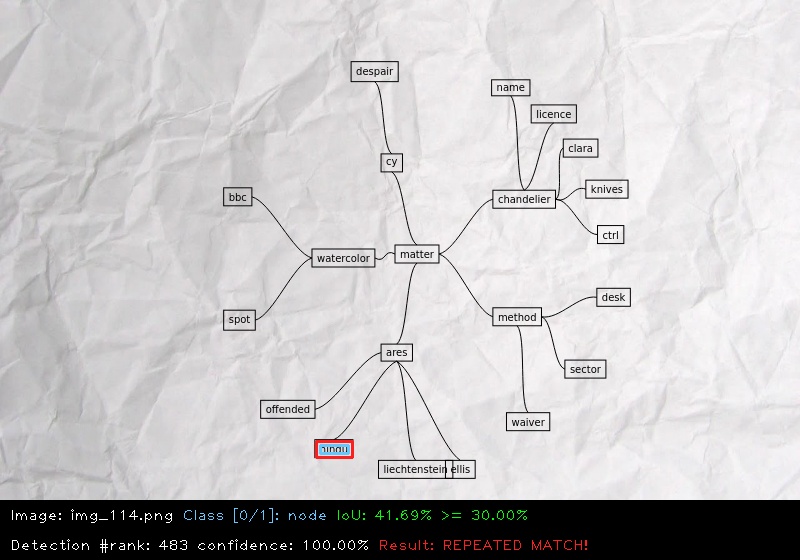 despair
name
licence
clara
cy
knives
bbc
chandelier
ctrl
matter
watercolor
desk
method
spot
ares
sector
offended
waiver
liechtenstein
ellis
Image: img_114.png Class [0/1]: node IoU: 41.69% >= 30.00%
Detection #rank: 483 confidence: 100.00% Result: REPEATED MATCH!